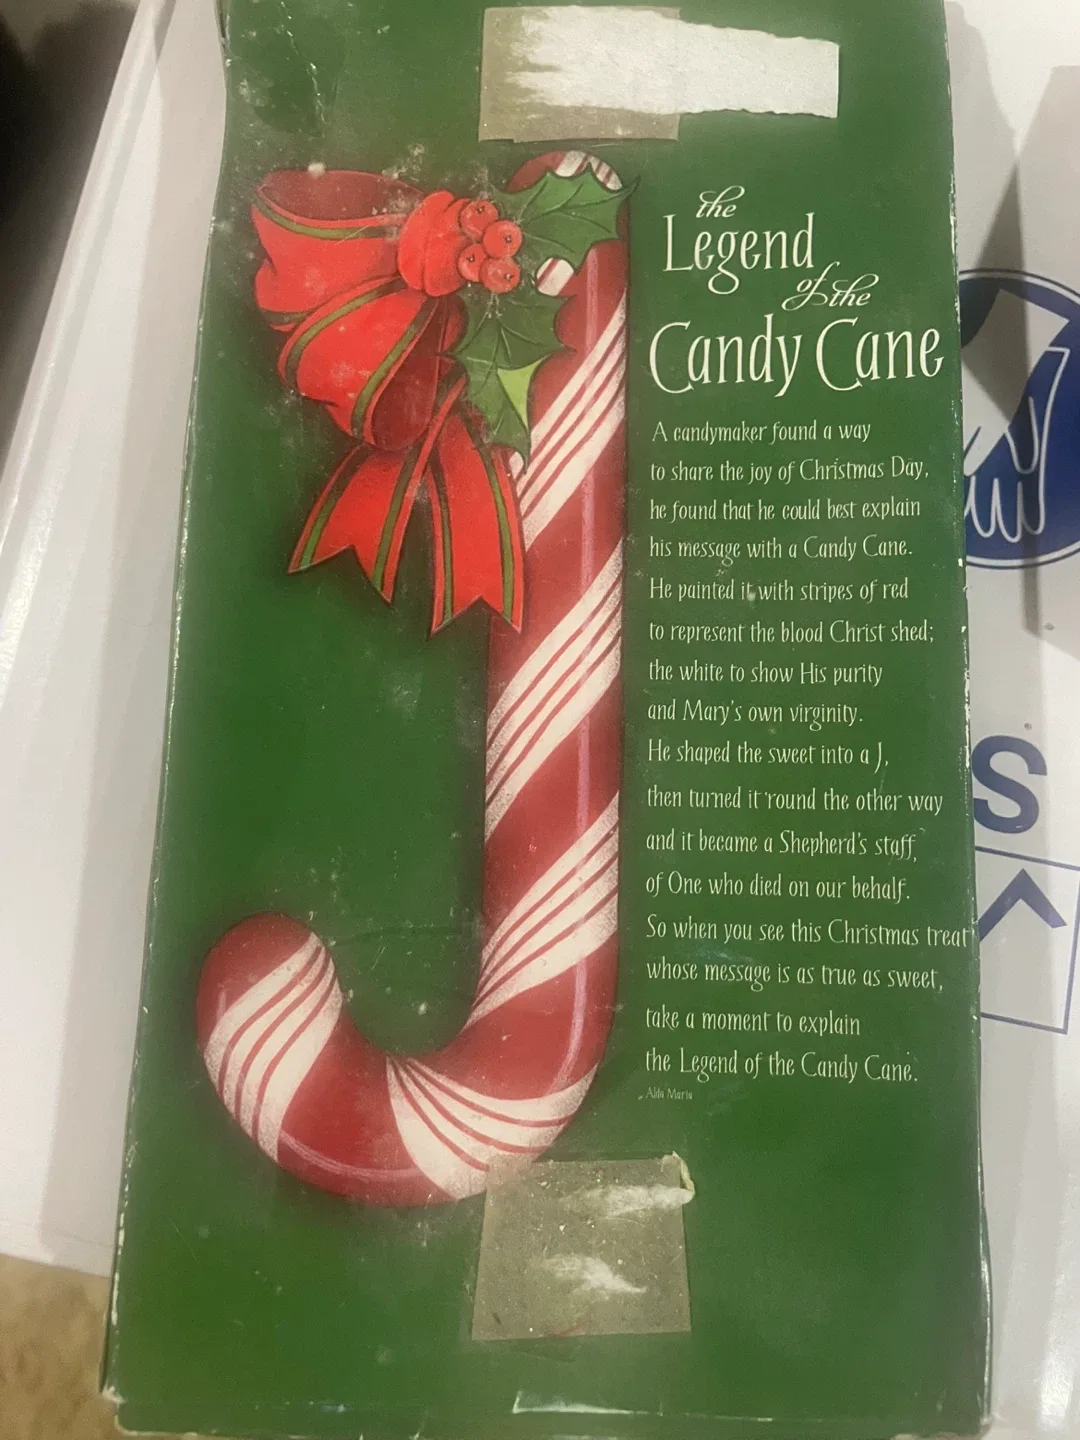 the
Legend
of the
Candy Cane
A candymaker found a way
to share the joy of Christmas Day,
he found that he could best explain
his message with a Candy Cane.
He painted it with stripes of red
to represent the blood Christ shed;
the white to show His purity
and Mary's own virginity.
He shaped the sweet into a J,
then turned it 'round the other way
and it became a Shepherd's staff,
of One who died on our behalf.
So when you see this Christmas treat
whose message is as true as sweet,
take a moment to explain
the Legend of the Candy Cane.
Alda Maria
S